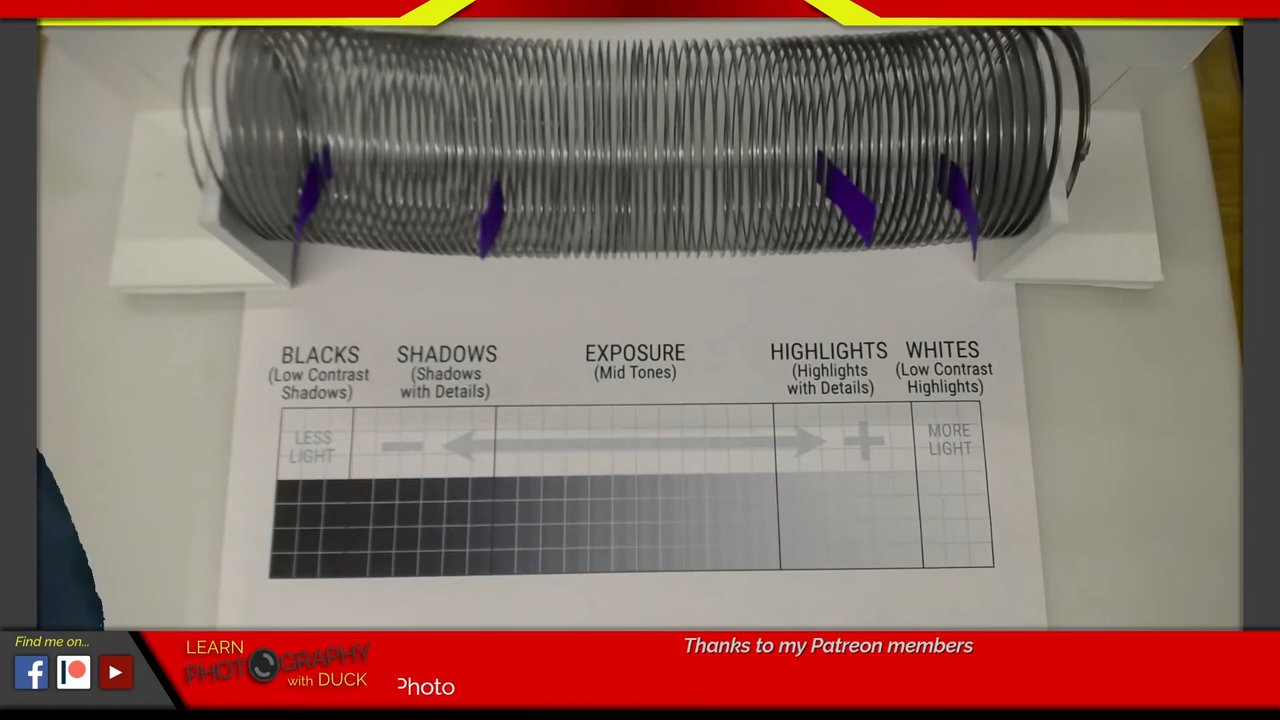 BLACKS
(Low Contrast
Shadows)
SHADOWS
(Shadows
with Details)
EXPOSURE
(Mid Tones)
HIGHLIGHTS
(Highlights
with Details)
WHITES
(Low Contrast
Highlights)
LESS
LIGHT
MORE
LIGHT
Find me on...
LEARN
PHOTOGRAPHY
with DUCK
Thanks to my Patreon members
Photo